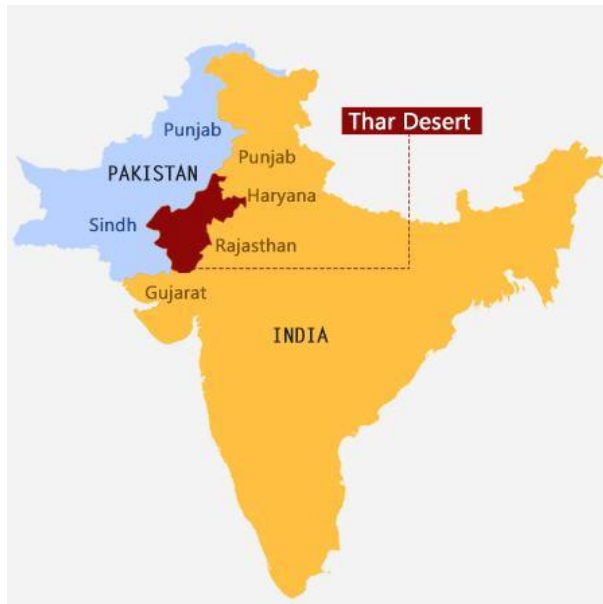 Thar Desert
Punjab
Punjab
PAKISTAN
Haryana
Sindh
Rajasthan
Gujarat
INDIA